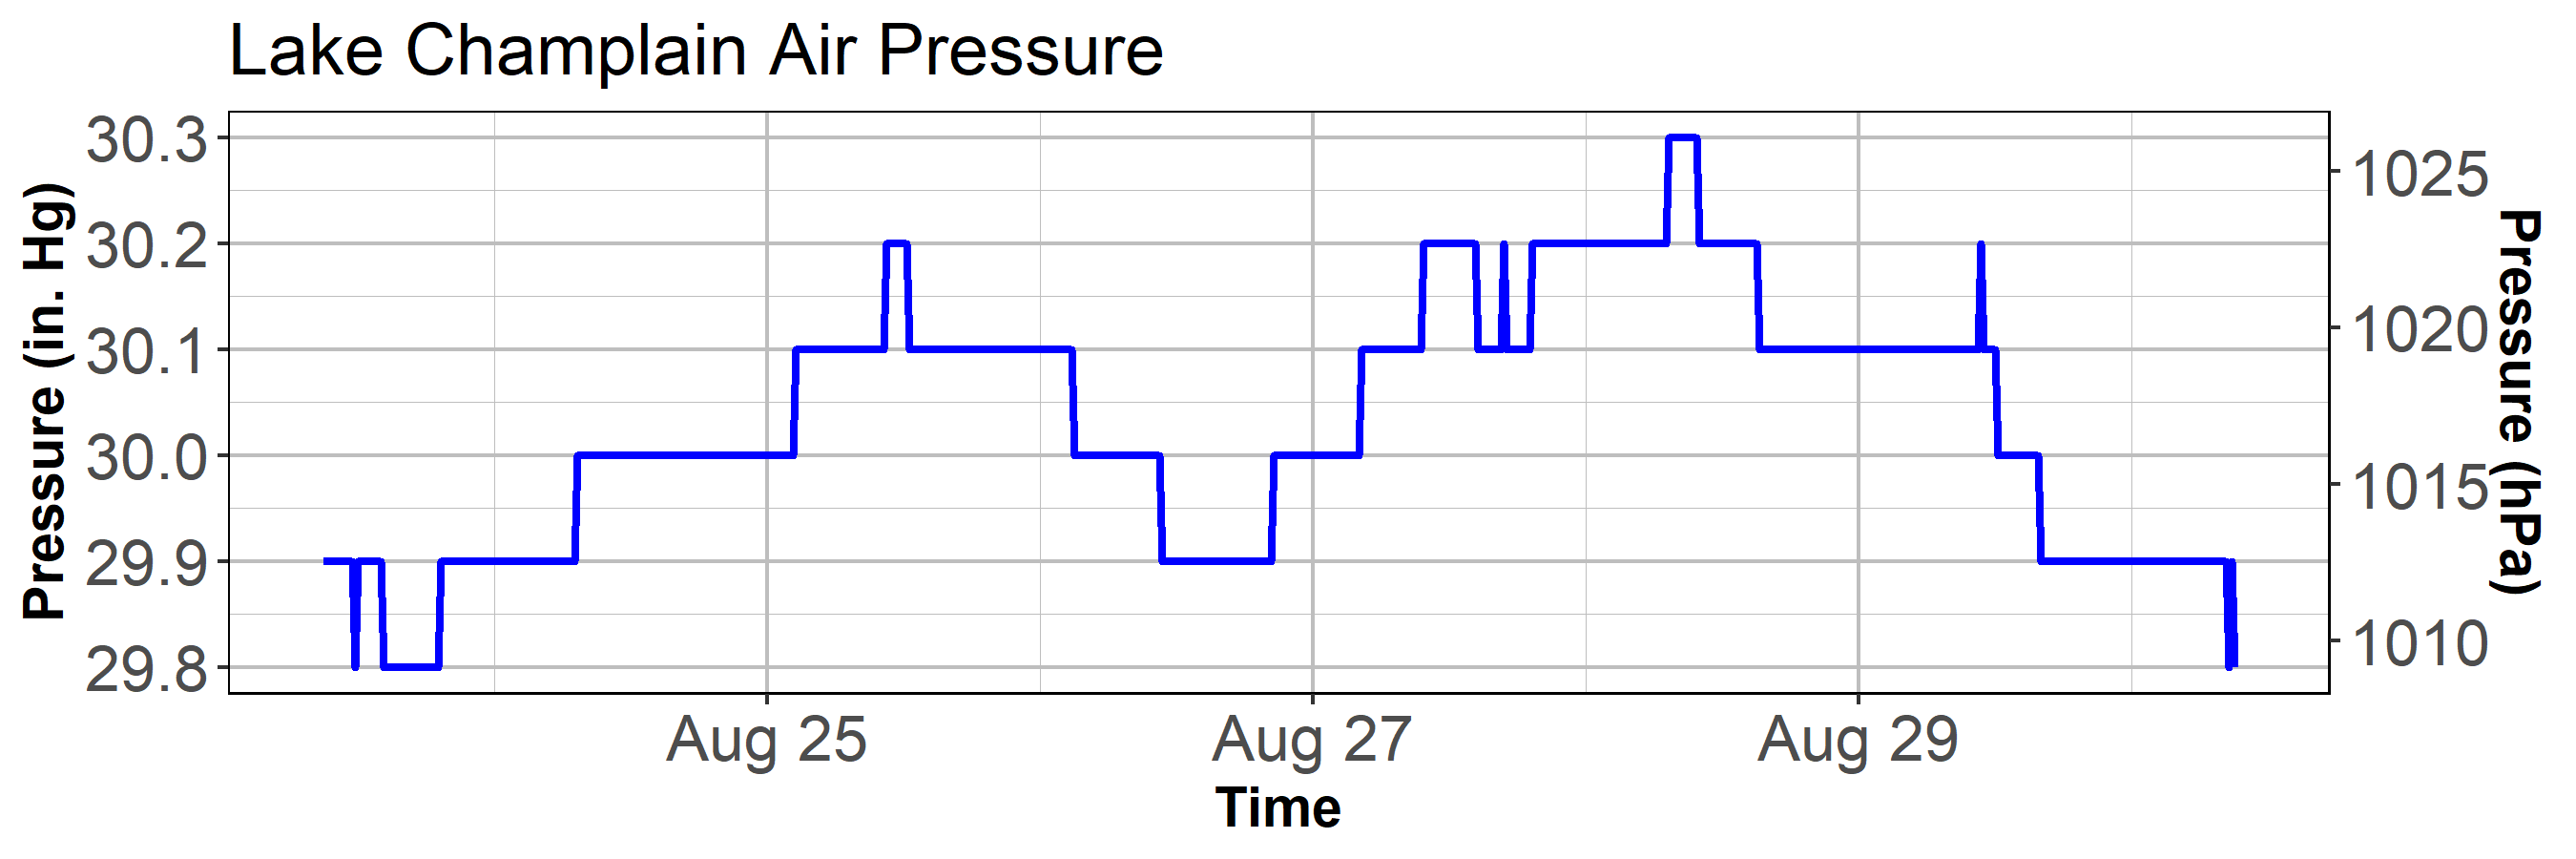 Lake Champlain Air Pressure
Pressure (in. Hg)
30.3
30.2
30.1
30.0
29.9
29.8
1025
1020
1015
1010
Pressure (hPa)
Aug 25
Aug 27
Aug 29
Time